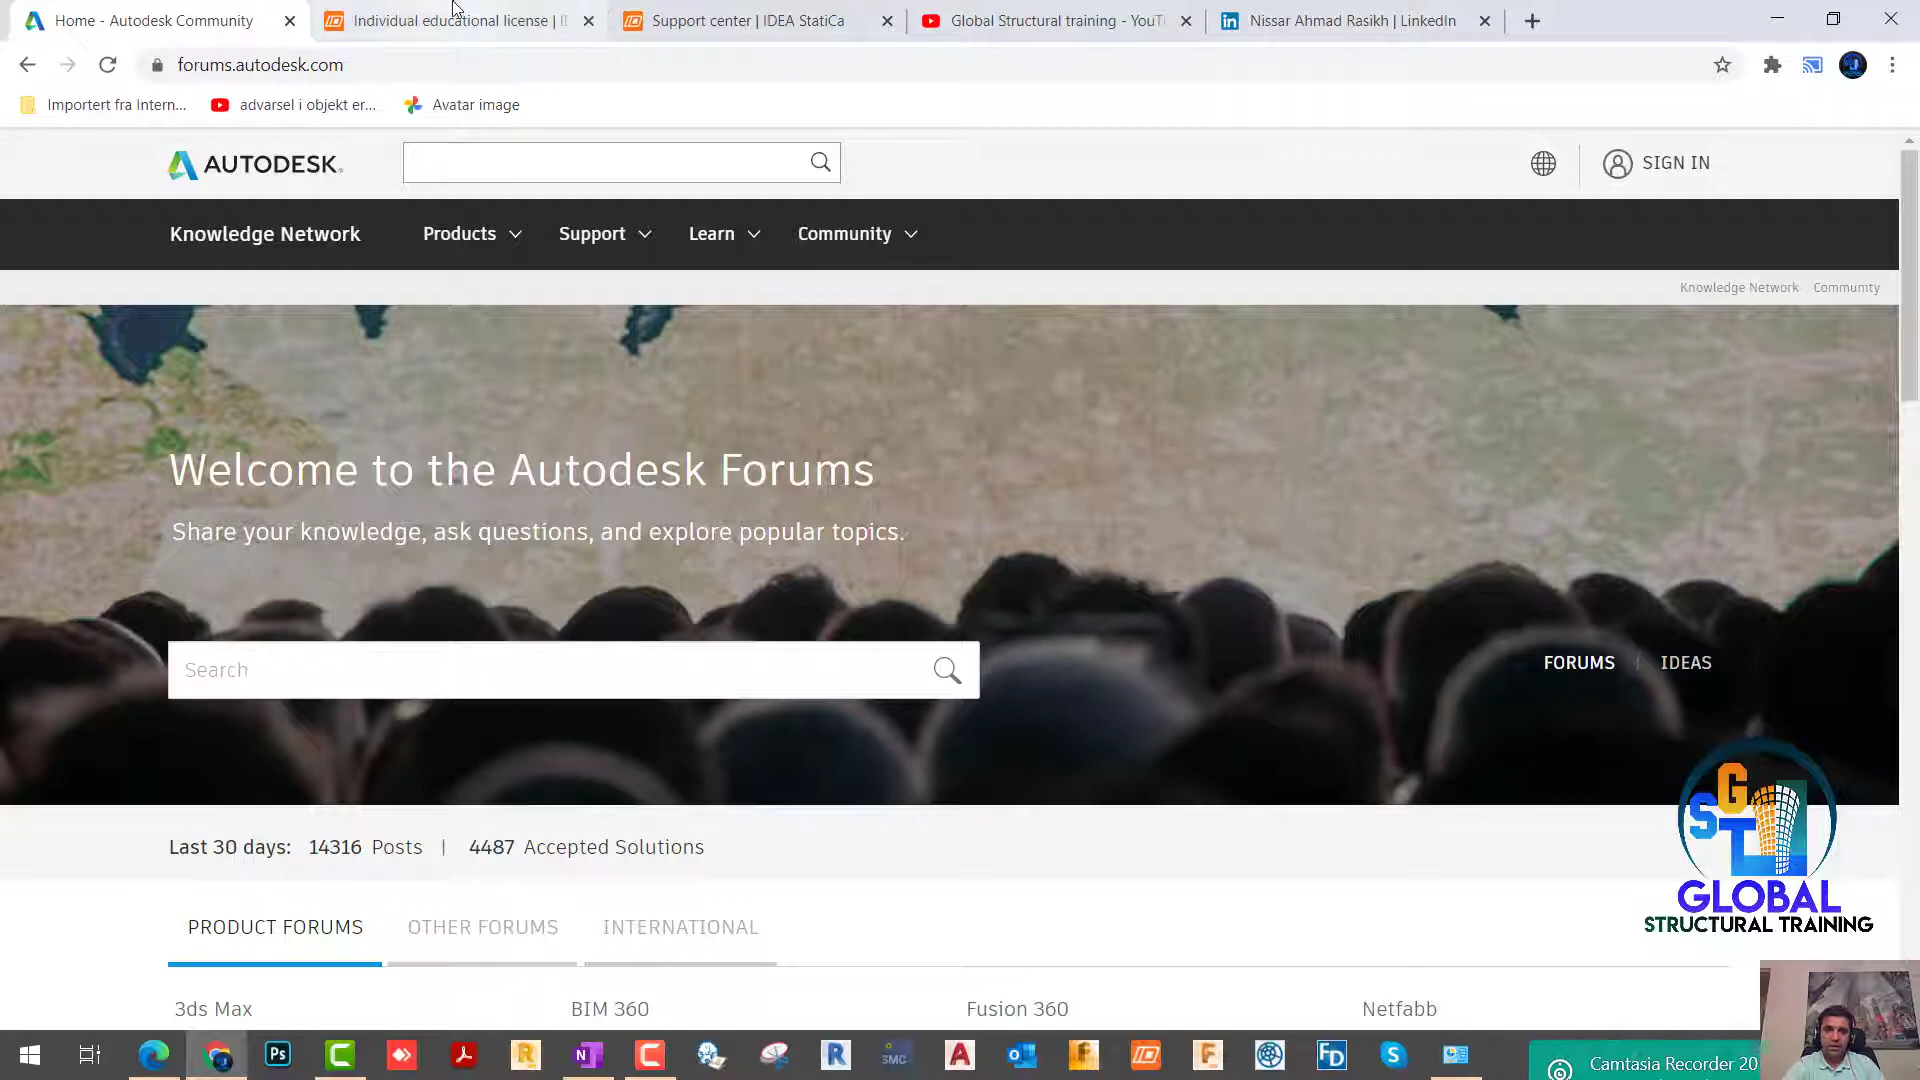 Home - Autodesk Community
Individual educational license | I
Support center | IDEA StatiCa
Global Structural training - YouT
Nissar Ahmad Rasikh | LinkedIn
forums.autodesk.com
Importert fra Intern...
advarsel i objekt er...
Avatar image
AUTODESK
SIGN IN
Knowledge Network
Products
Support
Learn
Community
Knowledge Network Community
Welcome to the Autodesk Forums
Share your knowledge, ask questions, and explore popular topics.
Search
FORUMS | IDEAS
Last 30 days: 14316 Posts | 4487 Accepted Solutions
SGT
GLOBAL
STRUCTURAL TRAINING
PRODUCT FORUMS
OTHER FORUMS
INTERNATIONAL
3ds Max
BIM 360
Fusion 360
Netfabb
Ps
N
R
SMC
A
FD
Camtasia Recorder 20